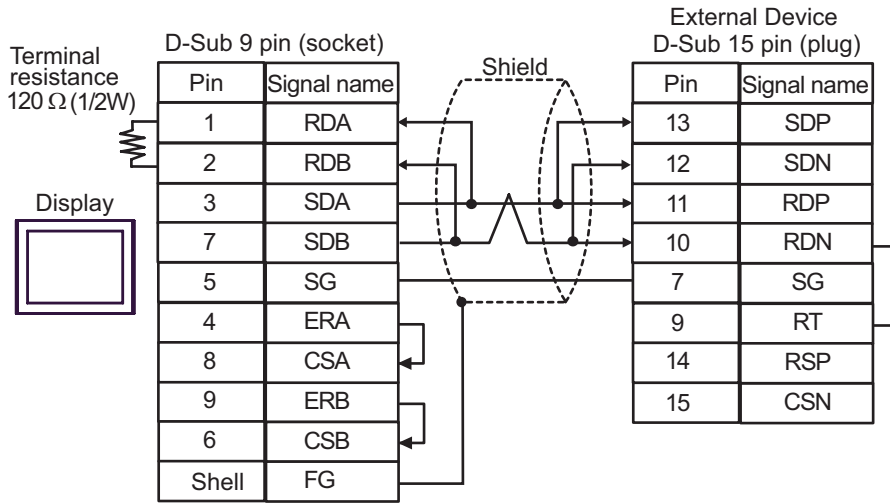 External Device
D-Sub 9 pin (socket)
D-Sub 15 pin (plug)
Terminal
resistance
120 Ω (1/2W)
Shield
Display
Pin Signal name
1 RDA
2 RDB
3 SDA
7 SDB
5 SG
4 ERA
8 CSA
9 ERB
6 CSB
Shell FG
Pin Signal name
13 SDP
12 SDN
11 RDP
10 RDN
7 SG
9 RT
14 RSP
15 CSN